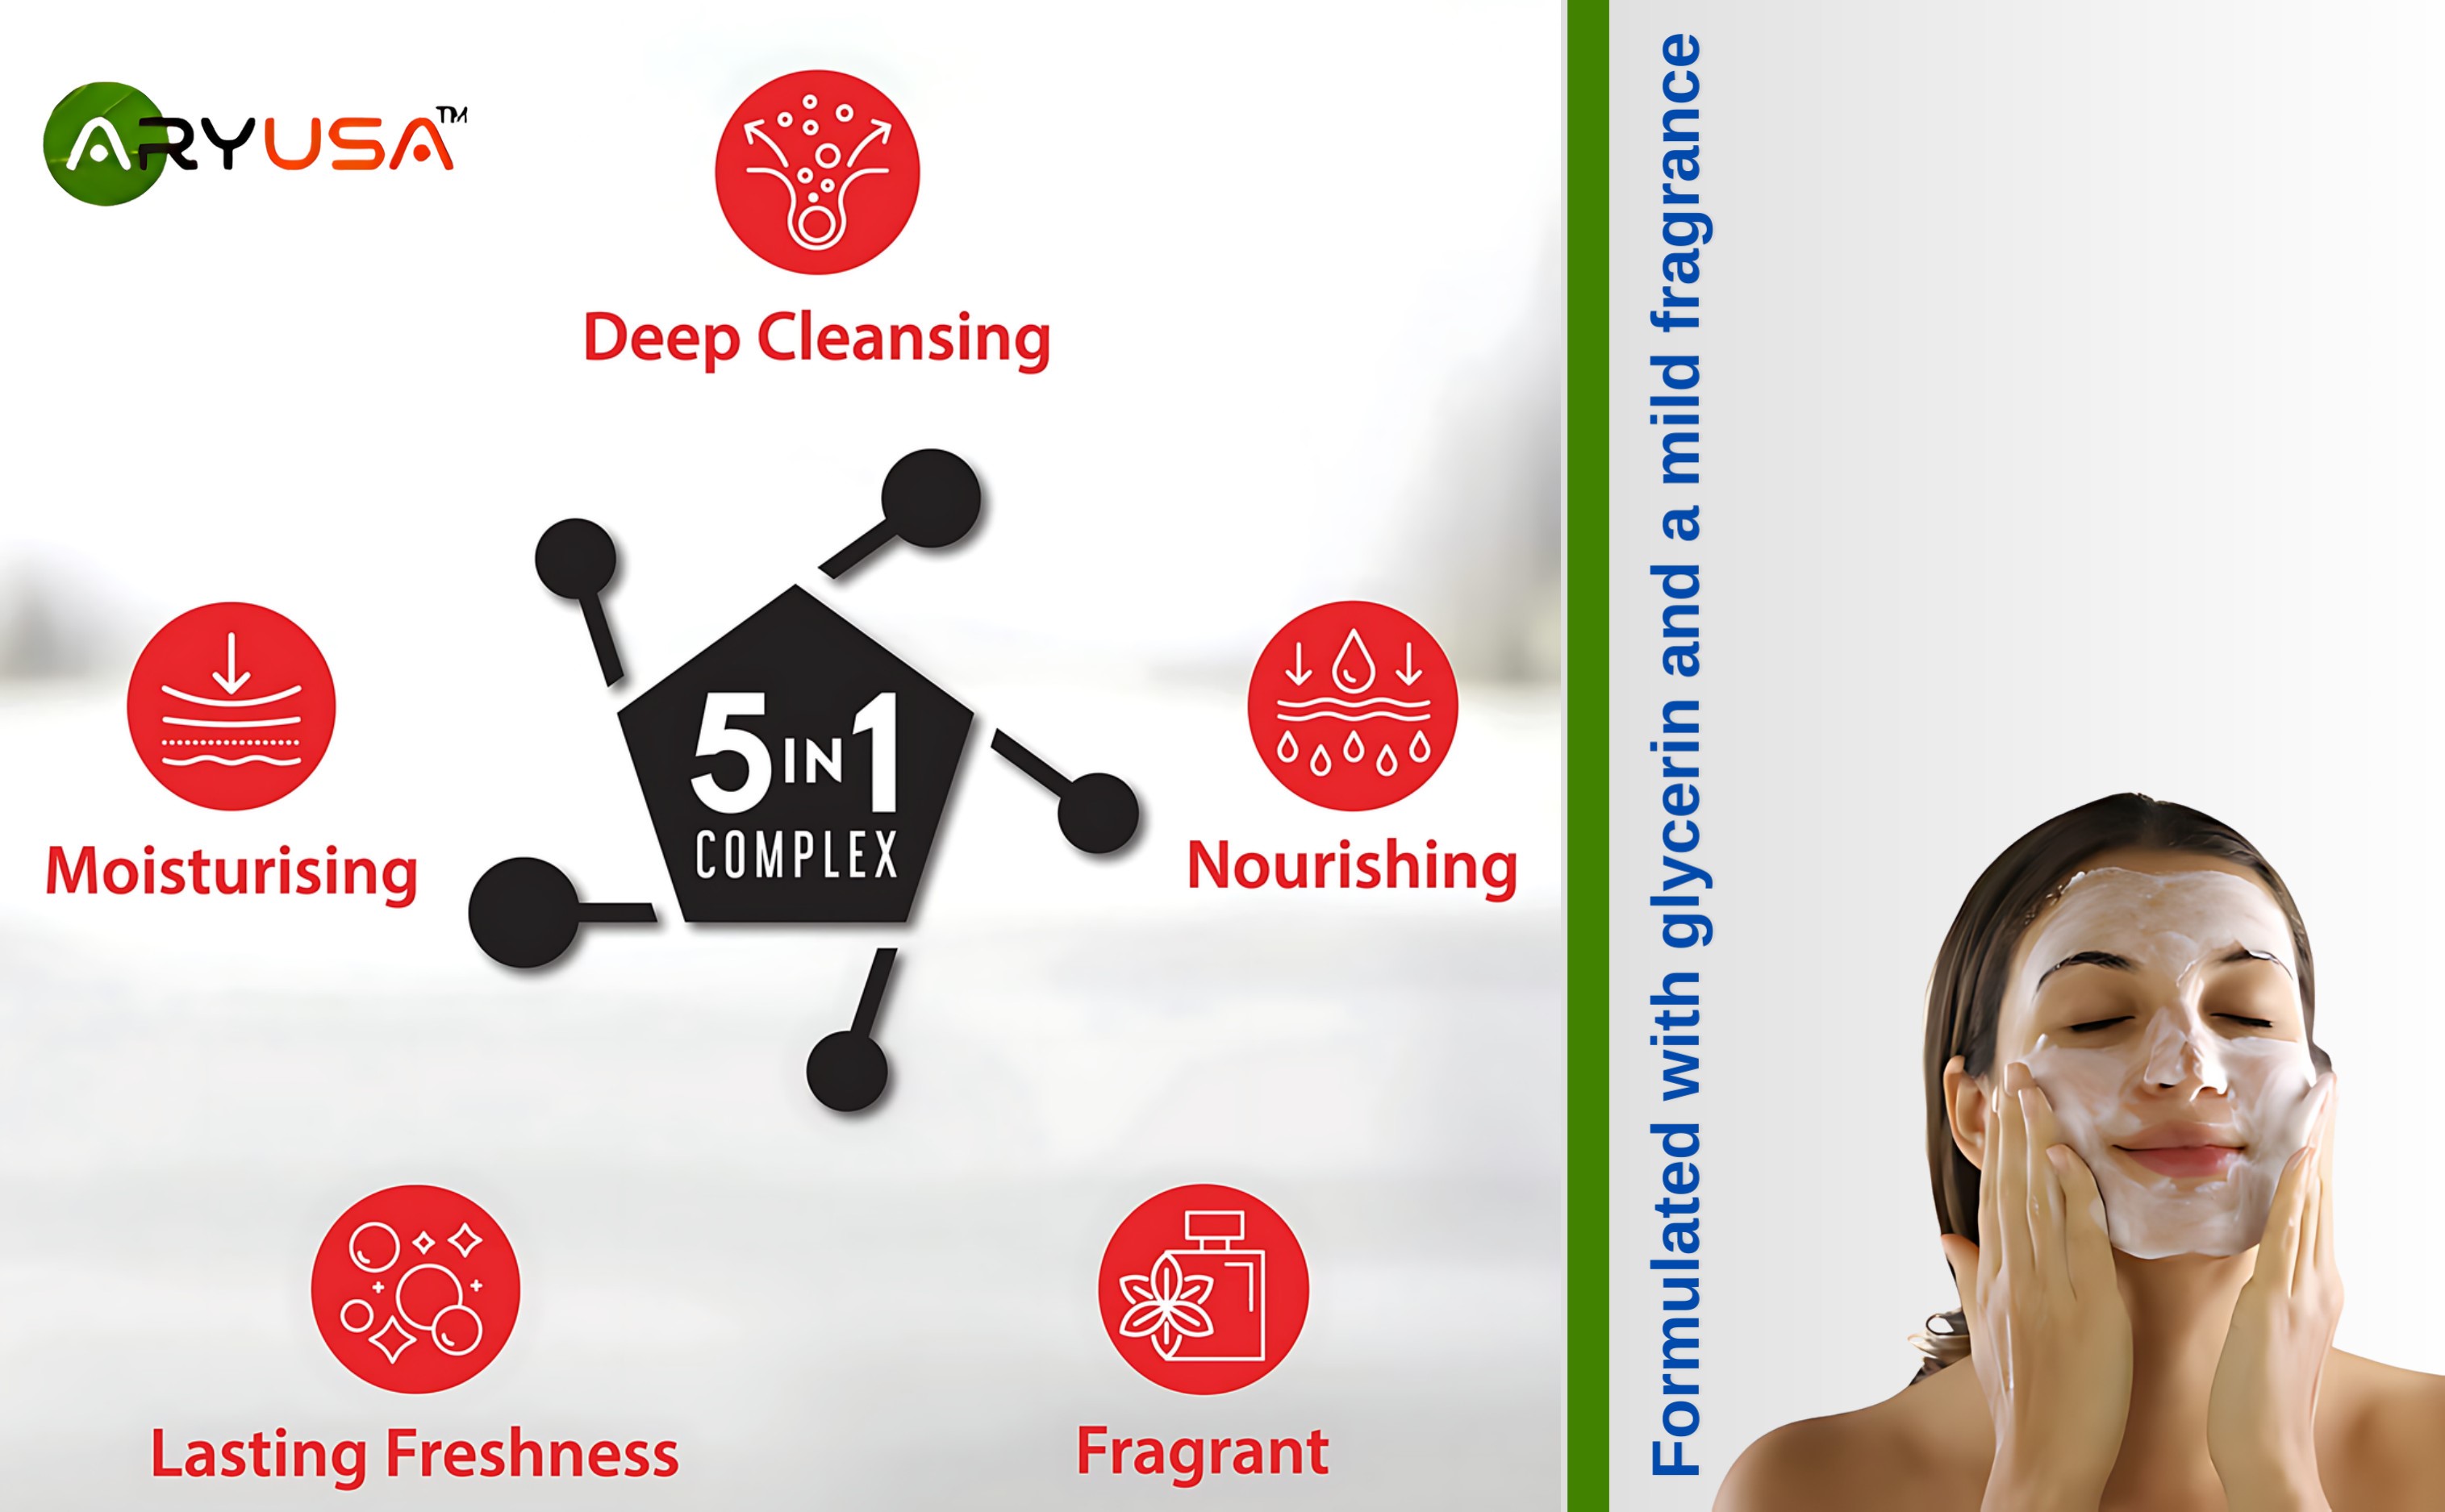 ARYUSA™
Deep Cleansing
Moisturising
5 IN 1
COMPLEX
Nourishing
Lasting Freshness
Fragrant
Formulated with glycerin and a mild fragrance